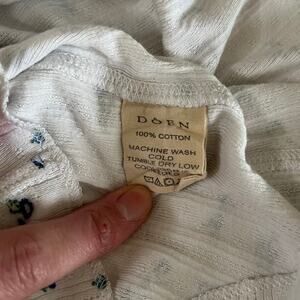 DÔEN
100% COTTON
MACHINE WASH
COLD
TUMBLE DRY LOW